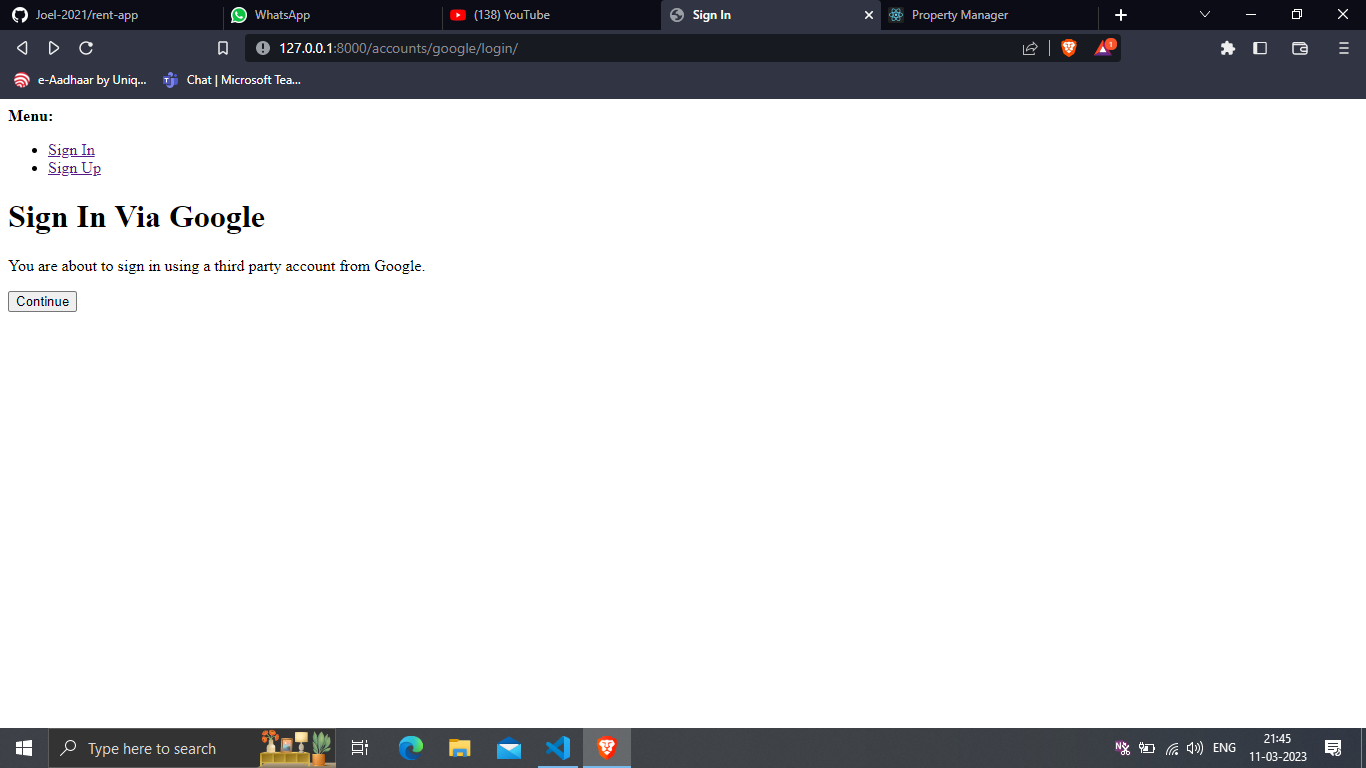 Joel-2021/rent-app
WhatsApp
(138) YouTube
Sign In
Property Manager
127.0.0.1:8000/accounts/google/login/
1
e-Aadhaar by Uniq...
Chat | Microsoft Tea...
Menu:
Sign In
Sign Up
Sign In Via Google
You are about to sign in using a third party account from Google.
Continue
Type here to search
ENG
21:45
11-03-2023